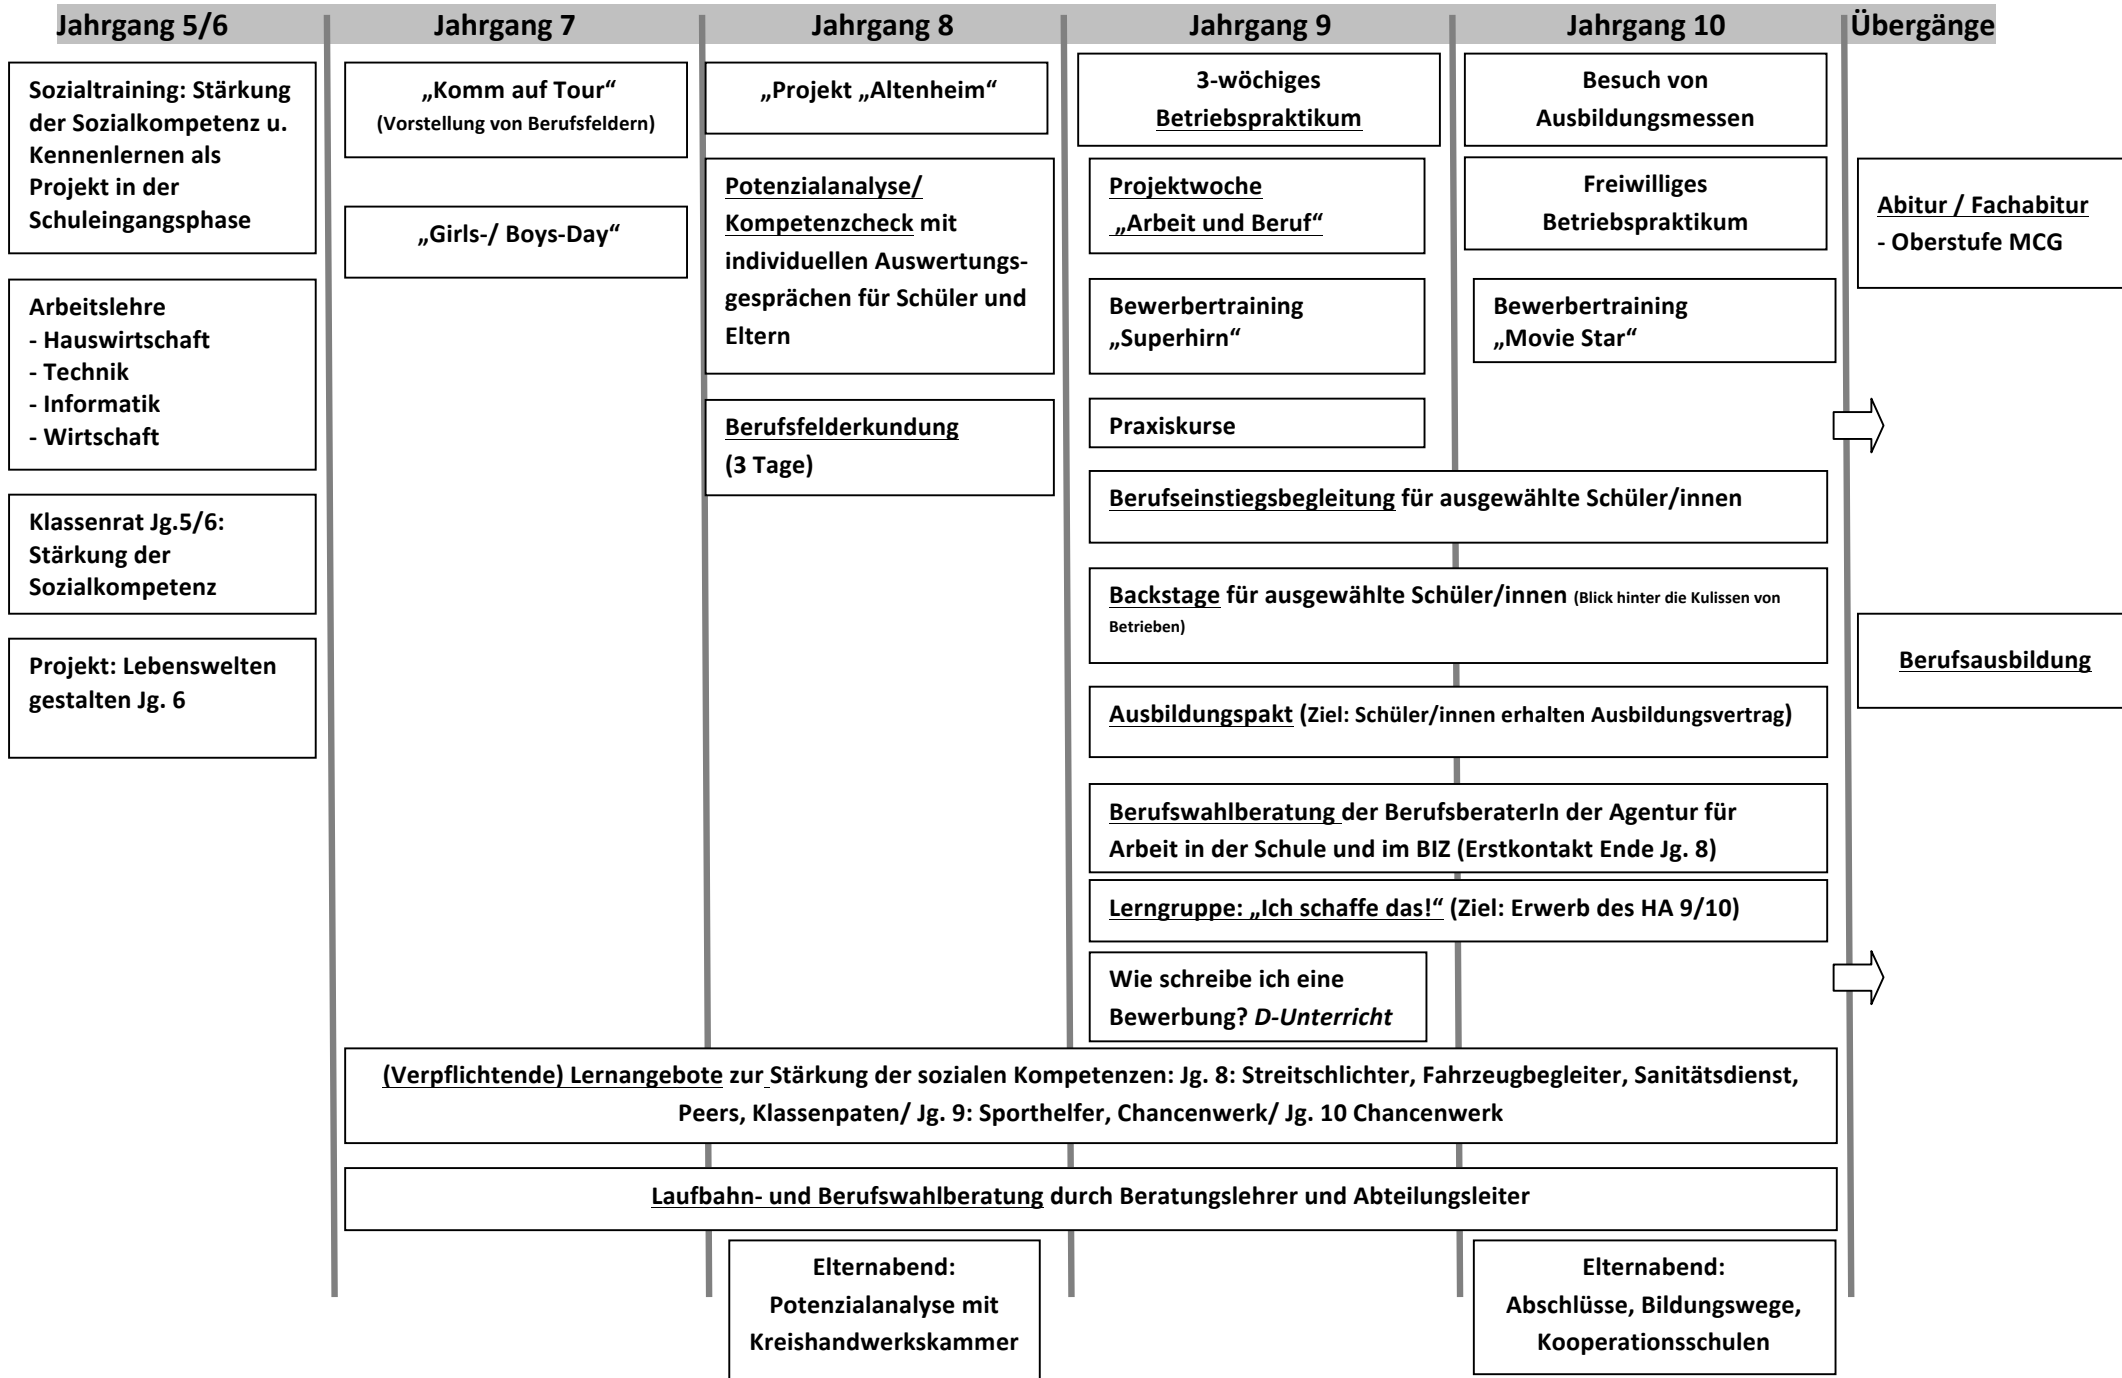 Jahrgang 5/6
Jahrgang 7
Jahrgang 8
Jahrgang 9
Jahrgang 10
Übergänge
Sozialtraining: Stärkung
der Sozialkompetenz u.
Kennenlernen als
Projekt in der
Schuleingangsphase
Arbeitslehre
- Hauswirtschaft
- Technik
- Informatik
- Wirtschaft
Klassenrat Jg.5/6:
Stärkung der
Sozialkompetenz
Projekt: Lebenswelten
gestalten Jg. 6
„Komm auf Tour“
(Vorstellung von Berufsfeldern)
„Girls-/ Boys-Day“
„Projekt „Altenheim“
Potenzialanalyse/
Kompetenzcheck mit
individuellen Auswertungs-
gesprächen für Schüler und
Eltern
Berufsfelderkundung
(3 Tage)
3-wöchiges
Betriebspraktikum
Projektwoche
„Arbeit und Beruf“
Bewerbertraining
„Superhirn“
Praxiskurse
Besuch von
Ausbildungsmessen
Freiwilliges
Betriebspraktikum
Bewerbertraining
„Movie Star“
Berufseinstiegsbegleitung für ausgewählte Schüler/innen
Backstage für ausgewählte Schüler/innen (Blick hinter die Kulissen von
Betrieben)
Ausbildungspakt (Ziel: Schüler/innen erhalten Ausbildungsvertrag)
Berufswahlberatung der BerufsberaterIn der Agentur für
Arbeit in der Schule und im BIZ (Erstkontakt Ende Jg. 8)
Lerngruppe: „Ich schaffe das!“ (Ziel: Erwerb des HA 9/10)
Wie schreibe ich eine
Bewerbung? D-Unterricht
Abitur / Fachabitur
- Oberstufe MCG
Berufsausbildung
(Verpflichtende) Lernangebote zur Stärkung der sozialen Kompetenzen: Jg. 8: Streitschlichter, Fahrzeugbegleiter, Sanitätsdienst,
Peers, Klassenpaten/ Jg. 9: Sporthelfer, Chancenwerk/ Jg. 10 Chancenwerk
Laufbahn- und Berufswahlberatung durch Beratungslehrer und Abteilungsleiter
Elternabend:
Potenzialanalyse mit
Kreishandwerkskammer
Elternabend:
Abschlüsse, Bildungswege,
Kooperationsschulen